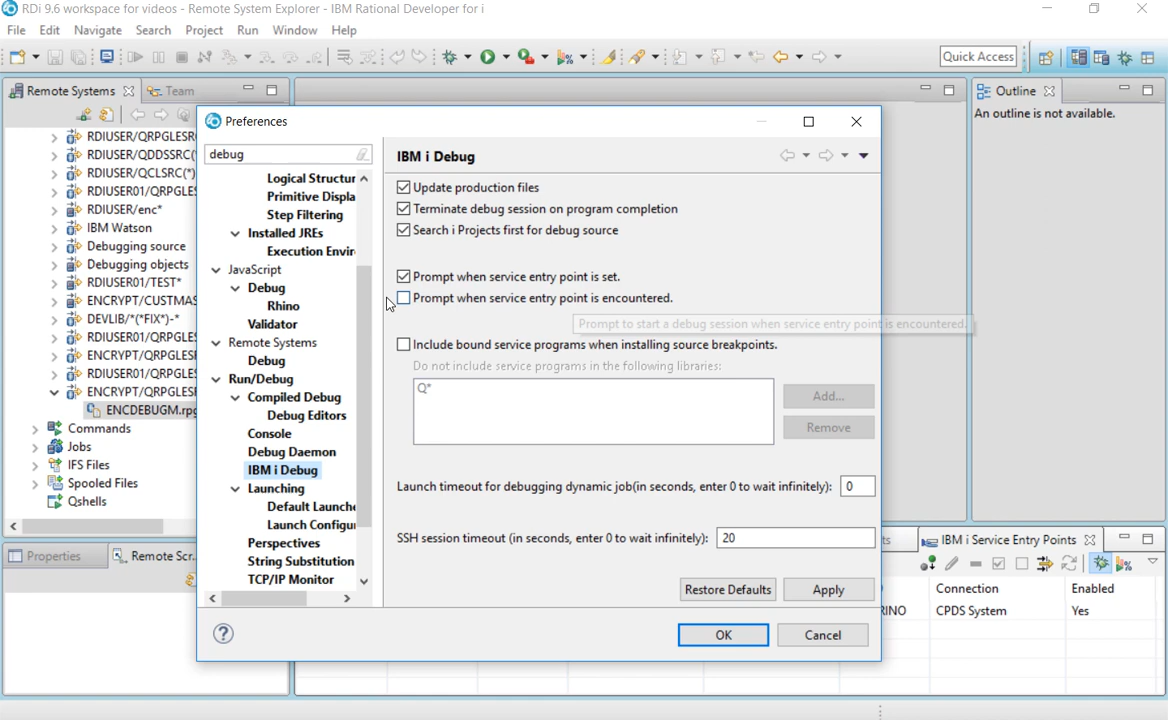 RDi 9.6 workspace for videos - Remote System Explorer - IBM Rational Developer for i
File Edit Navigate Search Project Run Window Help
Quick Access
Remote Systems Team
Outline
An outline is not available.
RDIUSER/QRPGLESR
RDIUSER/QDDSSRC(
RDIUSER/QCLSRC(*)
RDIUSER01/QRPGLES
RDIUSER/enc*
IBM Watson
Debugging source
Debugging objects
RDIUSER01/TEST*
ENCRYPT/CUSTMAS
DEVLIB/*(*FIX*)-*
ENCRYPT/QRPGLES
RDIUSER01/QRPGLES
ENCRYPT/QRPGLES
ENCDEBUGM.rpg
Commands
Jobs
IFS Files
Spooled Files
Qshells
Properties Remote Scr
Preferences
debug
Logical Structur
Primitive Displa
Step Filtering
Installed JREs
Execution Envir
JavaScript
Debug
Rhino
Validator
Remote Systems
Debug
Run/Debug
Compiled Debug
Debug Editors
Console
Debug Daemon
IBM i Debug
Launching
Default Launch
Launch Configu
Perspectives
String Substitution
TCP/IP Monitor
IBM i Debug
Update production files
Terminate debug session on program completion
Search i Projects first for debug source
Prompt when service entry point is set.
Prompt when service entry point is encountered.
Prompt to start a debug session when service entry point is encountered.
Include bound service programs when installing source breakpoints.
Do not include service programs in the following libraries:
Q*
Add...
Remove
Launch timeout for debugging dynamic job(in seconds, enter 0 to wait infinitely): 0
SSH session timeout (in seconds, enter 0 to wait infinitely): 20
Restore Defaults Apply
OK Cancel
ts IBM i Service Entry Points
Connection Enabled
RINO CPDS System Yes